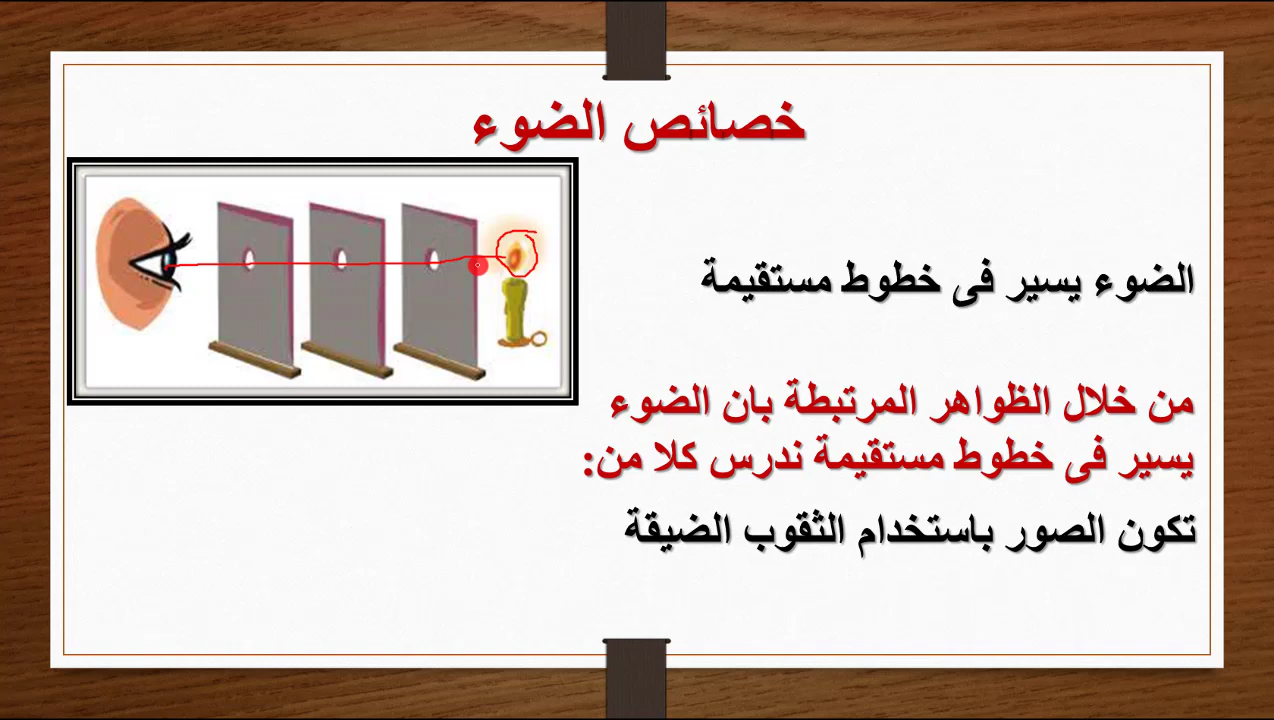 خصائص الضوء
الضوء يسير فى خطوط مستقيمة
من خلال الظواهر المرتبطة بان الضوء
يسير فى خطوط مستقيمة ندرس كلا من:
تكون الصور باستخدام الثقوب الضيقة